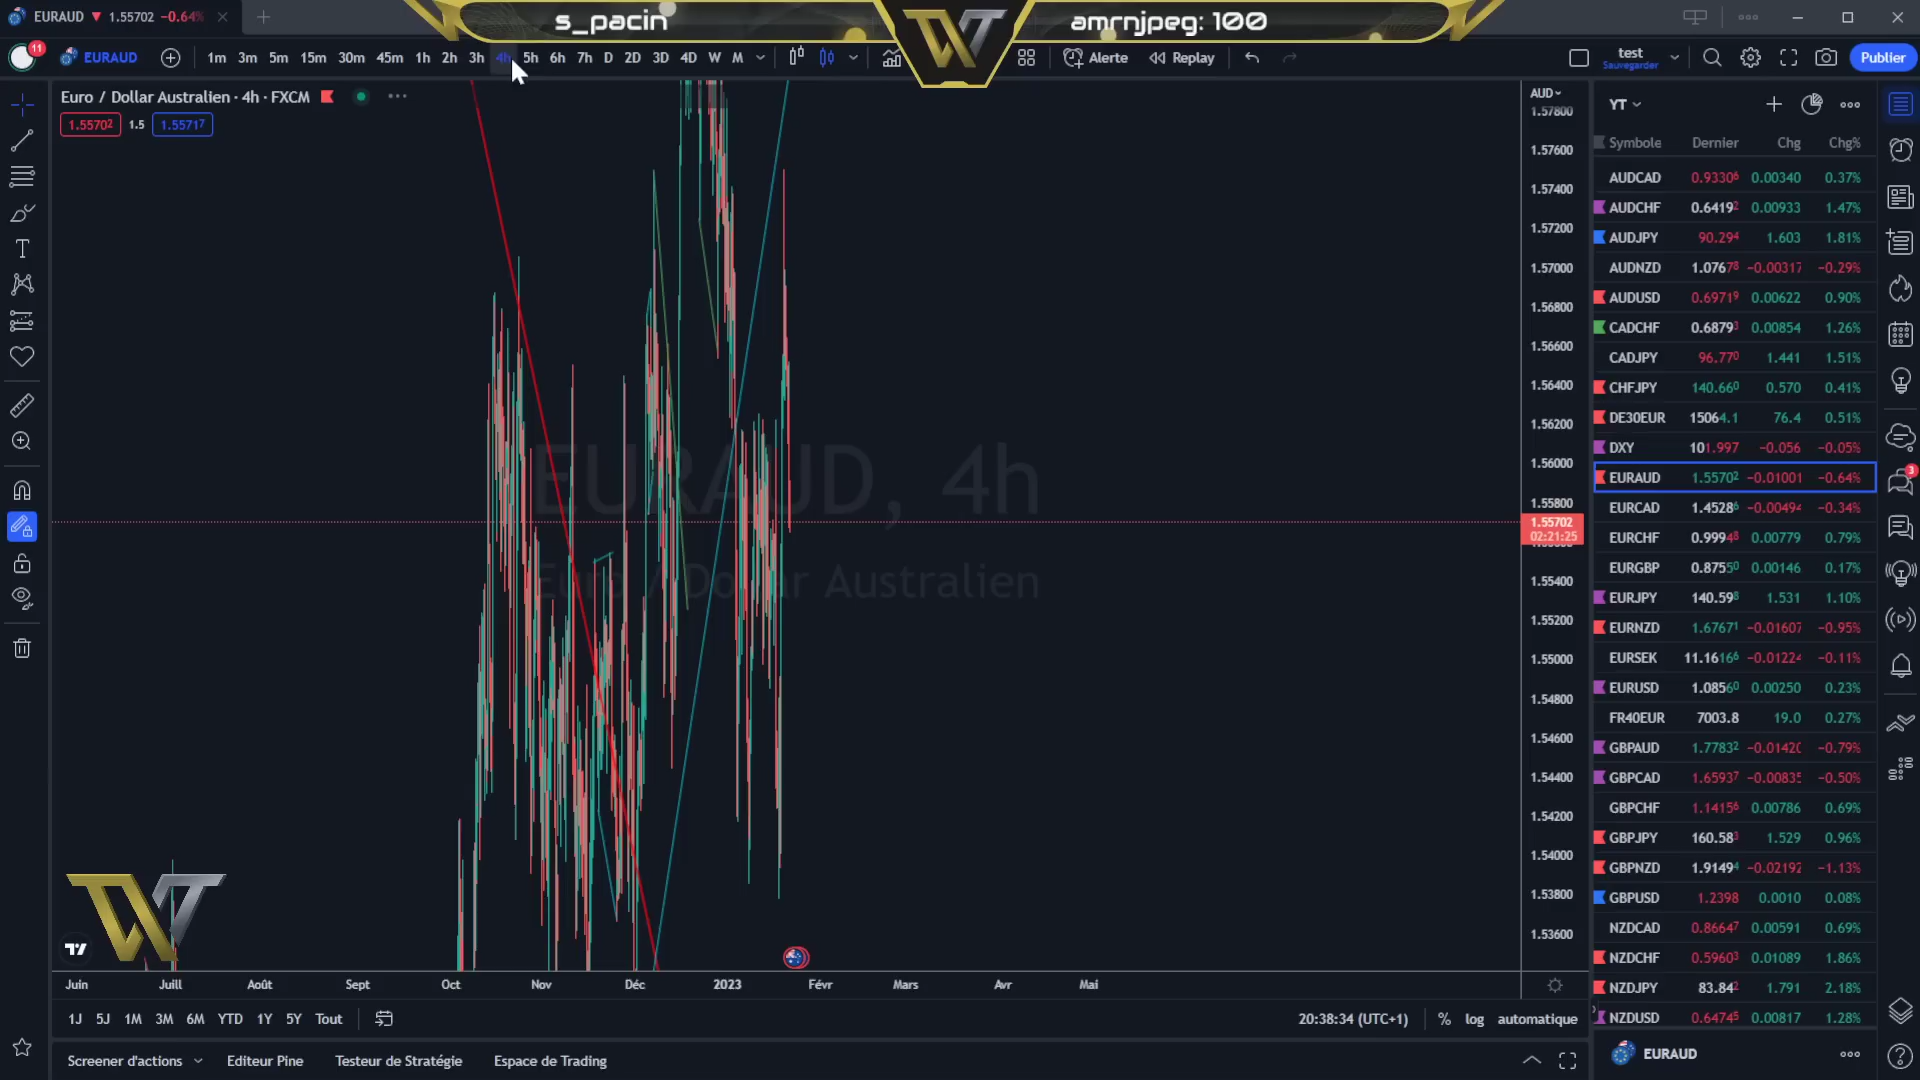 EURAUD ▼ 1.55702 −0.64%
s_pacin
amrnjpeg: 100
11
EURAUD
1m 3m 5m 15m 30m 45m 1h 2h 3h 4h 5h 6h 7h D 2D 3D 4D W M
Alerte
Replay
test
Sauvegarder
Publier
Euro / Dollar Australien · 4h · FXCM
1.55702 1.5 1.55717
AUD
1.57800
1.57600
1.57400
1.57200
1.57000
1.56800
1.56600
1.56400
1.56200
1.56000
1.55800
1.55702
02:21:25
1.55400
1.55200
1.55000
1.54800
1.54600
1.54400
1.54200
1.54000
1.53800
1.53600
EURAUD, 4h
Euro / Dollar Australien
WT
Juin Juill Août Sept Oct Nov Déc 2023 Févr Mars Avr Mai
1J 5J 1M 3M 6M YTD 1Y 5Y Tout
20:38:34 (UTC+1) % log automatique
Screener d'actions Editeur Pine Testeur de Stratégie Espace de Trading
YT
Symbole Dernier Chg Chg%
AUDCAD 0.93306 0.00340 0.37%
AUDCHF 0.64192 0.00933 1.47%
AUDJPY 90.294 1.603 1.81%
AUDNZD 1.07678 −0.00317 −0.29%
AUDUSD 0.69719 0.00622 0.90%
CADCHF 0.68793 0.00854 1.26%
CADJPY 96.770 1.441 1.51%
CHFJPY 140.660 0.570 0.41%
DE30EUR 15064.1 76.4 0.51%
DXY 101.997 −0.056 −0.05%
EURAUD 1.55702 −0.01001 −0.64%
EURCAD 1.45286 −0.00494 −0.34%
EURCHF 0.99948 0.00779 0.79%
EURGBP 0.87550 0.00146 0.17%
EURJPY 140.598 1.531 1.10%
EURNZD 1.67671 −0.01607 −0.95%
EURSEK 11.16166 −0.01224 −0.11%
EURUSD 1.08560 0.00250 0.23%
FR40EUR 7003.8 19.0 0.27%
GBPAUD 1.77832 −0.01420 −0.79%
GBPCAD 1.65937 −0.00835 −0.50%
GBPCHF 1.14156 0.00786 0.69%
GBPJPY 160.583 1.529 0.96%
GBPNZD 1.91494 −0.02192 −1.13%
GBPUSD 1.2398 0.0010 0.08%
NZDCAD 0.86647 0.00591 0.69%
NZDCHF 0.59603 0.01089 1.86%
NZDJPY 83.842 1.791 2.18%
NZDUSD 0.64745 0.00817 1.28%
EURAUD
3